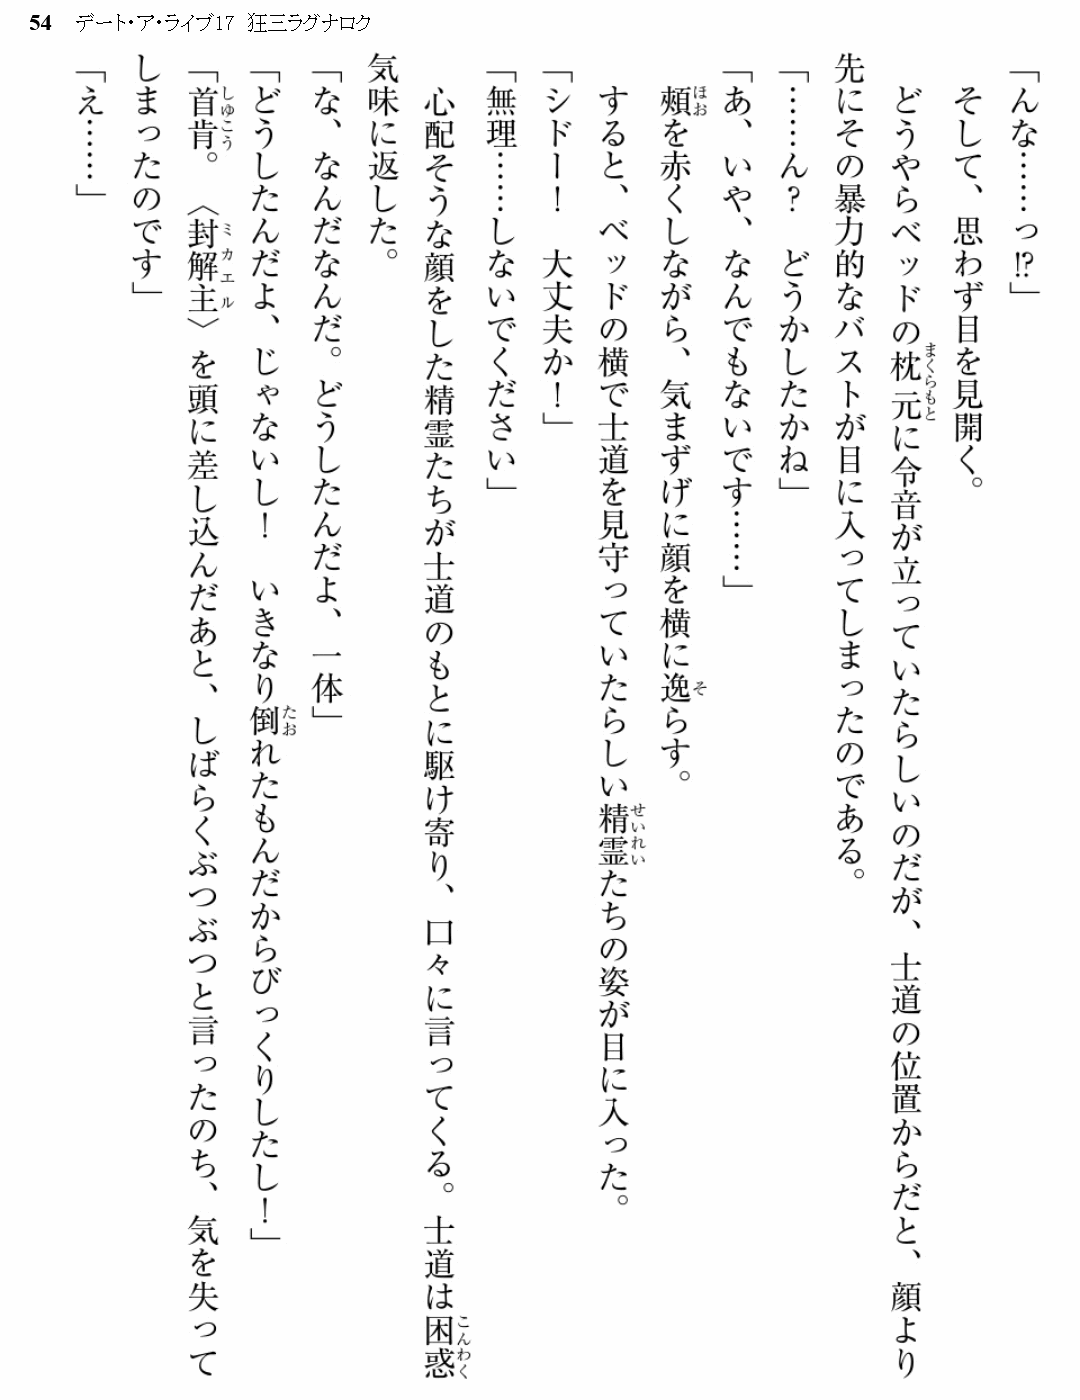 54 デート・ア・ライブ17 狂三ラグナロク
「んな……っ!?」
そして、思わず目を見開く。
どうやらベッドの枕元に令音が立っていたらしいのだが、士道の位置からだと、顔より
先にその暴力的なバストが目に入ってしまったのである。
「……ん？　どうかしたかね」
「あ、いや、なんでもないです……」
頰を赤くしながら、気まずげに顔を横に逸らす。
すると、ベッドの横で士道を見守っていたらしい精霊たちの姿が目に入った。
「シドー！　大丈夫か！」
「無理……しないでください」
心配そうな顔をした精霊たちが士道のもとに駆け寄り、口々に言ってくる。士道は困惑
気味に返した。
「な、なんだなんだ。どうしたんだよ、一体」
「どうしたんだよ、じゃないし！　いきなり倒れたもんだからびっくりしたし！」
「首肯。〈封解主〉を頭に差し込んだあと、しばらくぶつぶつと言ったのち、気を失って
しまったのです」
「え……」